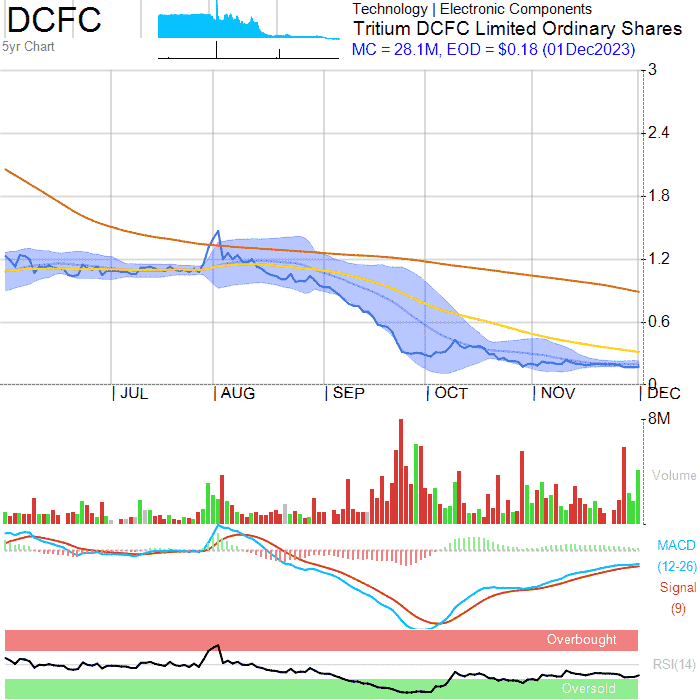 DCFC
5yr Chart
Technology | Electronic Components
Tritium DCFC Limited Ordinary Shares
MC = 28.1M, EOD = $0.18 (01Dec2023)
3
2.4
1.8
1.2
0.6
0
JUL AUG SEP OCT NOV DEC
8M
Volume
MACD
(12-26)
Signal
(9)
Overbought
RSI(14)
Oversold